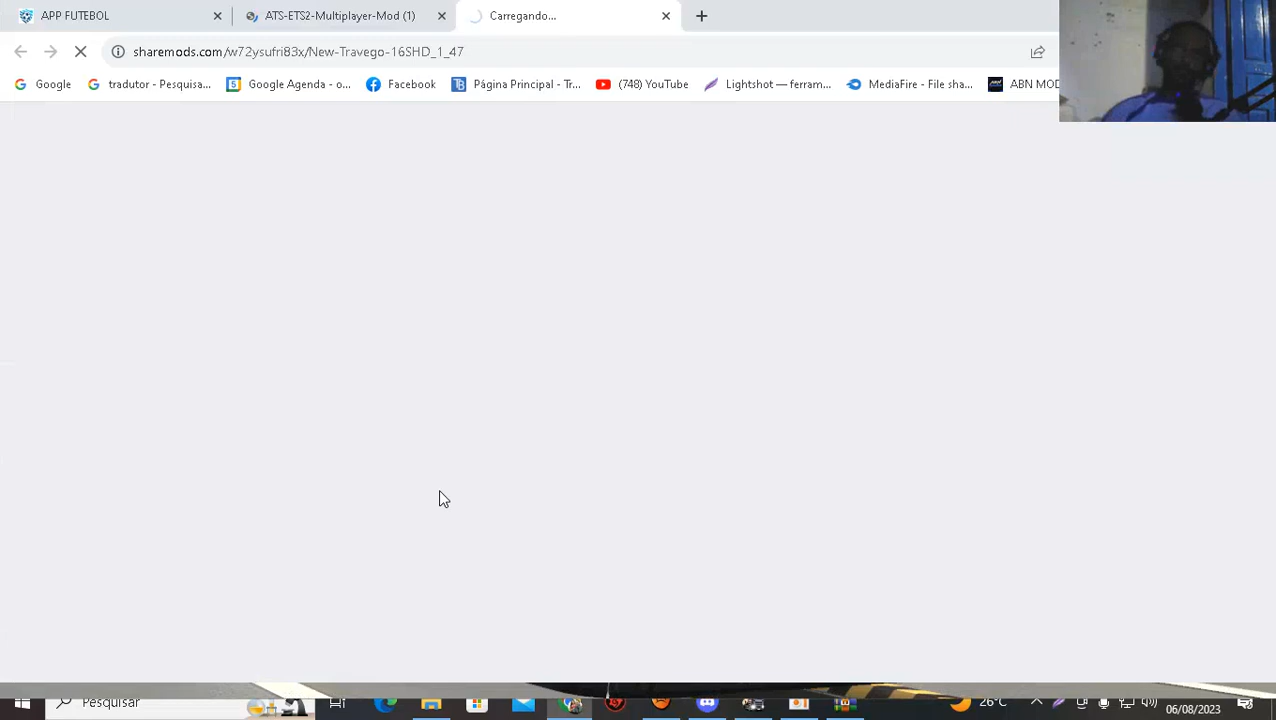 APP FUTEBOL
ATS-ETS2-Multiplayer-Mod (1)
Carregando...
sharemods.com/w72ysufri83x/New-Travego-16SHD_1_47
Google
tradutor - Pesquisa...
Google Agenda - o...
Facebook
Página Principal - Tr...
(748) YouTube
Lightshot — ferram...
MediaFire - File sha...
ABN MOD
Pesquisar
26°C
06/08/2023